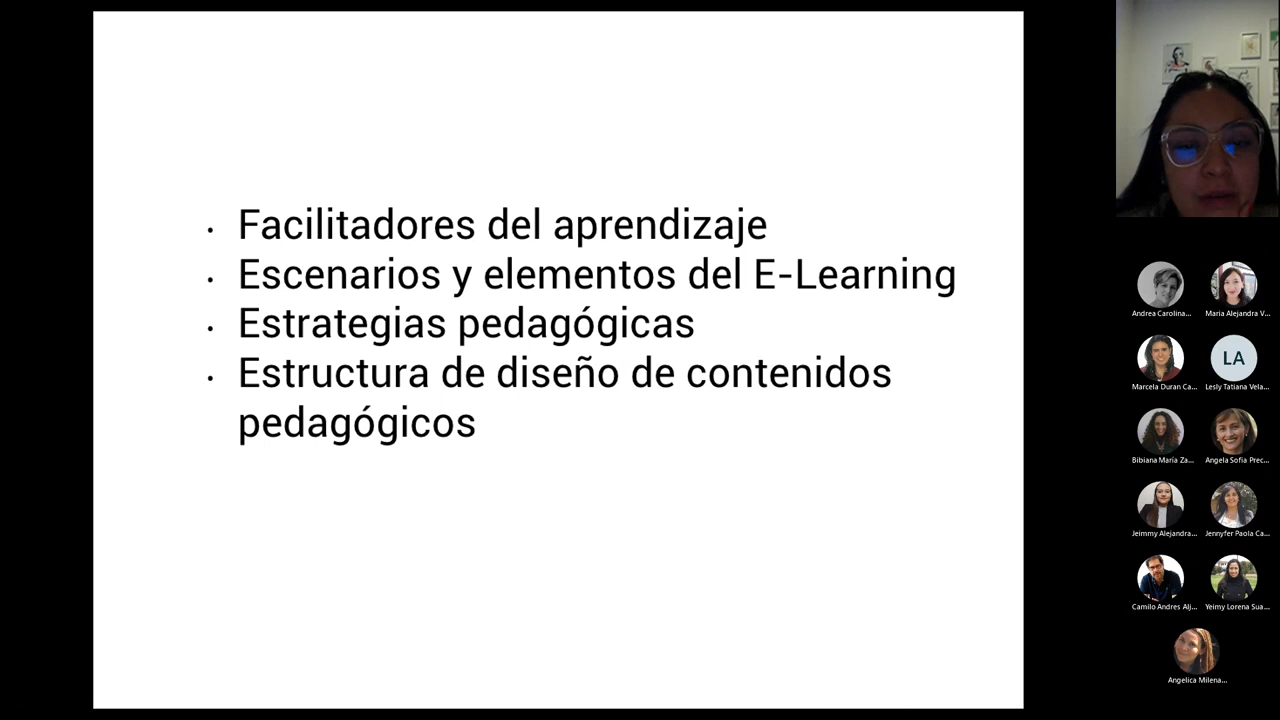 · Facilitadores del aprendizaje
· Escenarios y elementos del E-Learning
· Estrategias pedagógicas
· Estructura de diseño de contenidos
pedagógicos
Andrea Carolina... Maria Alejandra V...
LA
Marcela Duran Ca... Lesly Tatiana Vela...
Bibiana María Za... Angela Sofia Prec...
Jeimmy Alejandra... Jennyfer Paola Ca...
Camilo Andres Alj... Yeimy Lorena Sua...
Angelica Milena...